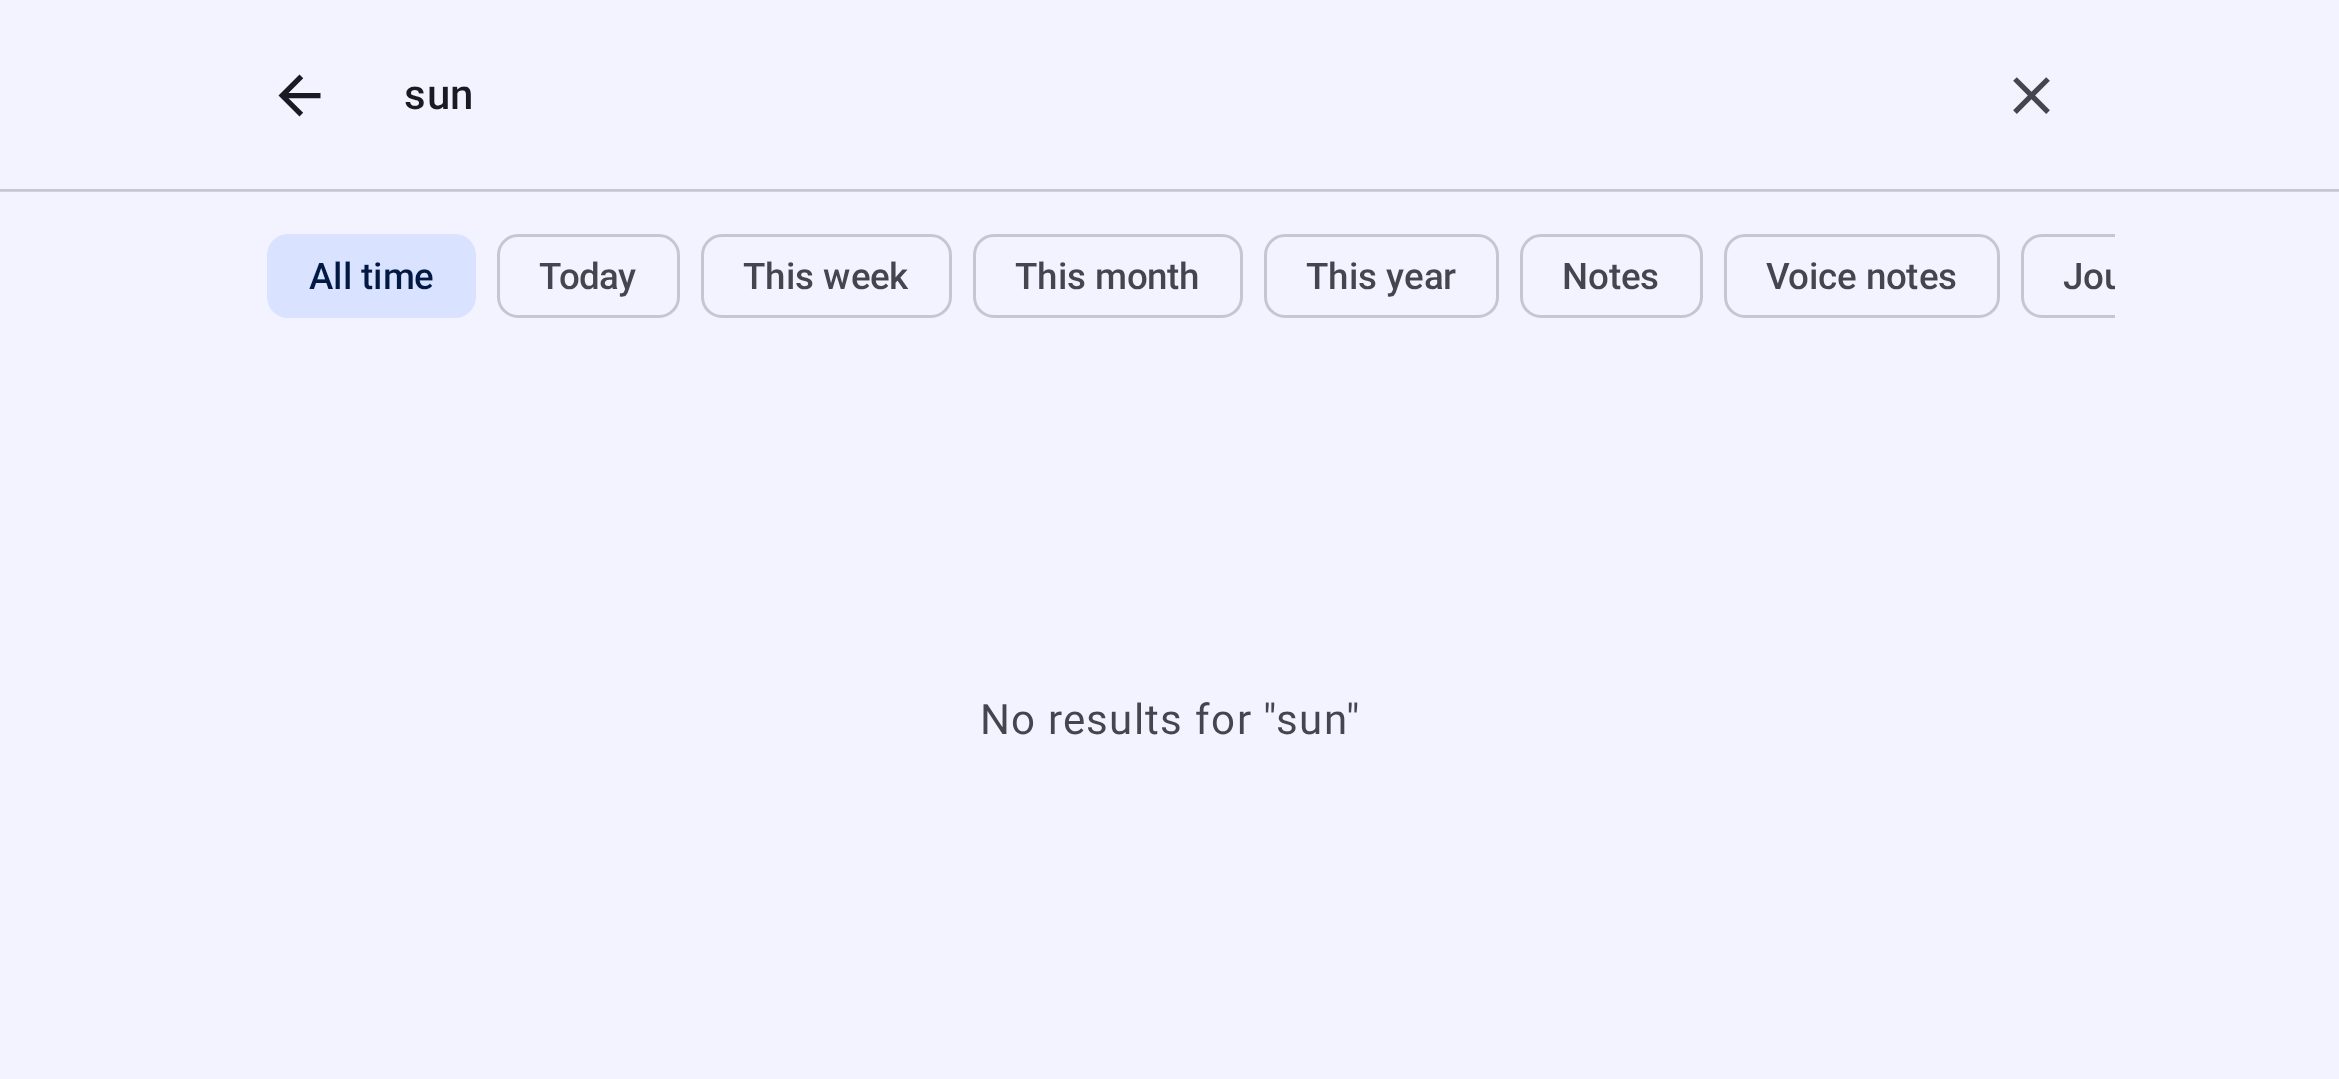 sun
All time Today This week This month This year Notes Voice notes
No results for "sun"